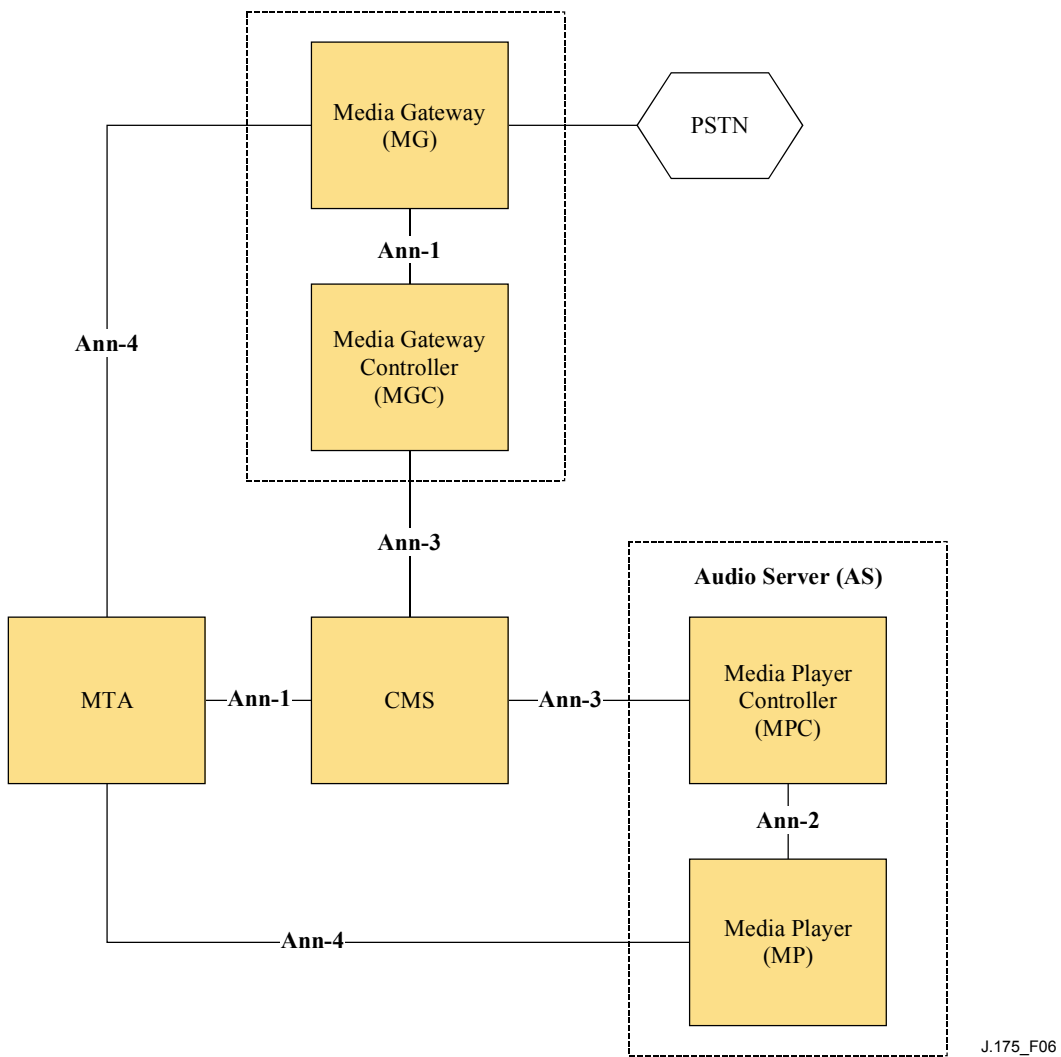 Media Gateway
(MG)
PSTN
Ann-1
Media Gateway
Controller
(MGC)
Ann-4
Ann-3
Audio Server (AS)
MTA
Ann-1
CMS
Ann-3
Media Player
Controller
(MPC)
Ann-2
Media Player
(MP)
Ann-4
J.175_F06